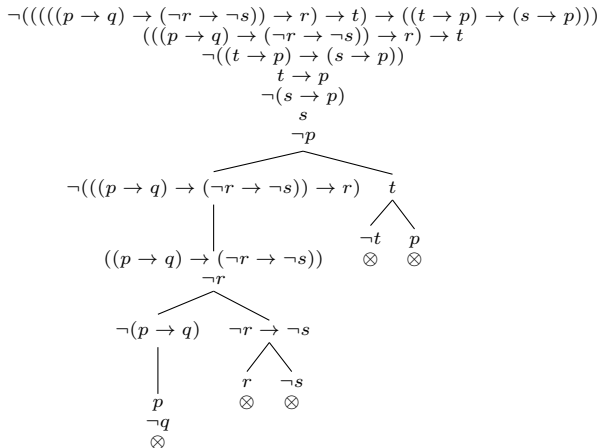 ¬(((((p → q) → (¬r → ¬s)) → r) → t) → ((t → p) → (s → p)))
(((p → q) → (¬r → ¬s)) → r) → t
¬((t → p) → (s → p))
t → p
¬(s → p)
s
¬p
¬(((p → q) → (¬r → ¬s)) → r) t
¬t p
⊗ ⊗
((p → q) → (¬r → ¬s))
¬r
¬(p → q) ¬r → ¬s
r ¬s
⊗ ⊗
p
¬q
⊗